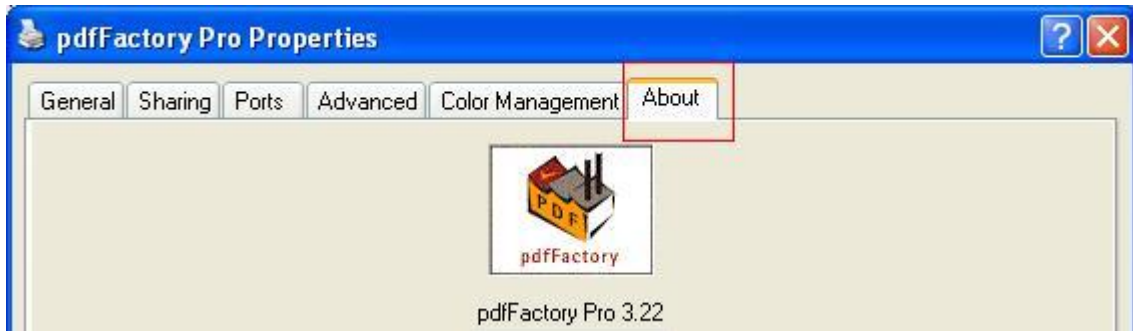 pdfFactory Pro Properties
General Sharing Ports Advanced Color Management About
PDF
pdfFactory
pdfFactory Pro 3.22